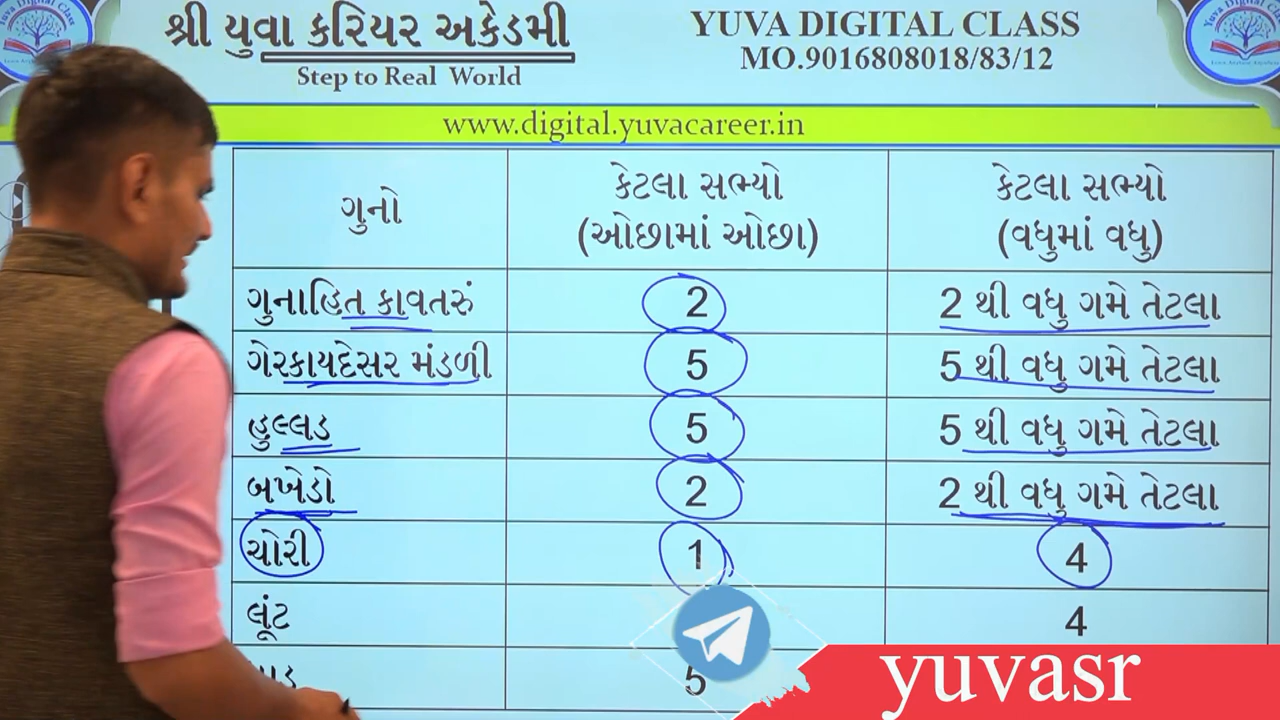 શ્રી યુવા કરિયર અકેડમી
Step to Real World
YUVA DIGITAL CLASS
MO.9016808018/83/12
www.digital.yuvacareer.in
ગુનો
કેટલા સભ્યો
(ઓછામાં ઓછા)
કેટલા સભ્યો
(વધુમાં વધુ)
ગુનાહિત કાવતરું 2 2 થી વધુ ગમે તેટલા
ગેરકાયદેસર મંડળી 5 5 થી વધુ ગમે તેટલા
હુલ્લડ 5 5 થી વધુ ગમે તેટલા
બખેડો 2 2 થી વધુ ગમે તેટલા
ચોરી 1 4
લૂંટ 4
5
yuvasr